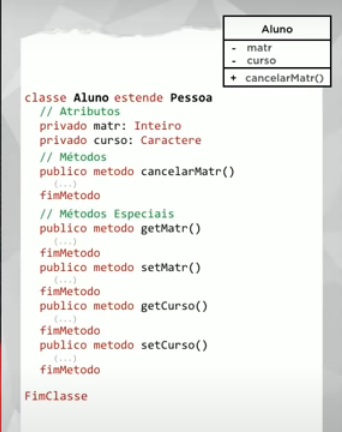 Aluno
- matr
- curso
+ cancelarMatr()
classe Aluno estende Pessoa
// Atributos
privado matr: Inteiro
privado curso: Caractere
// Métodos
publico metodo cancelarMatr()
(...)
fimMetodo
// Métodos Especiais
publico metodo getMatr()
(...)
fimMetodo
publico metodo setMatr()
(...)
fimMetodo
publico metodo getCurso()
(...)
fimMetodo
publico metodo setCurso()
(...)
fimMetodo
FimClasse